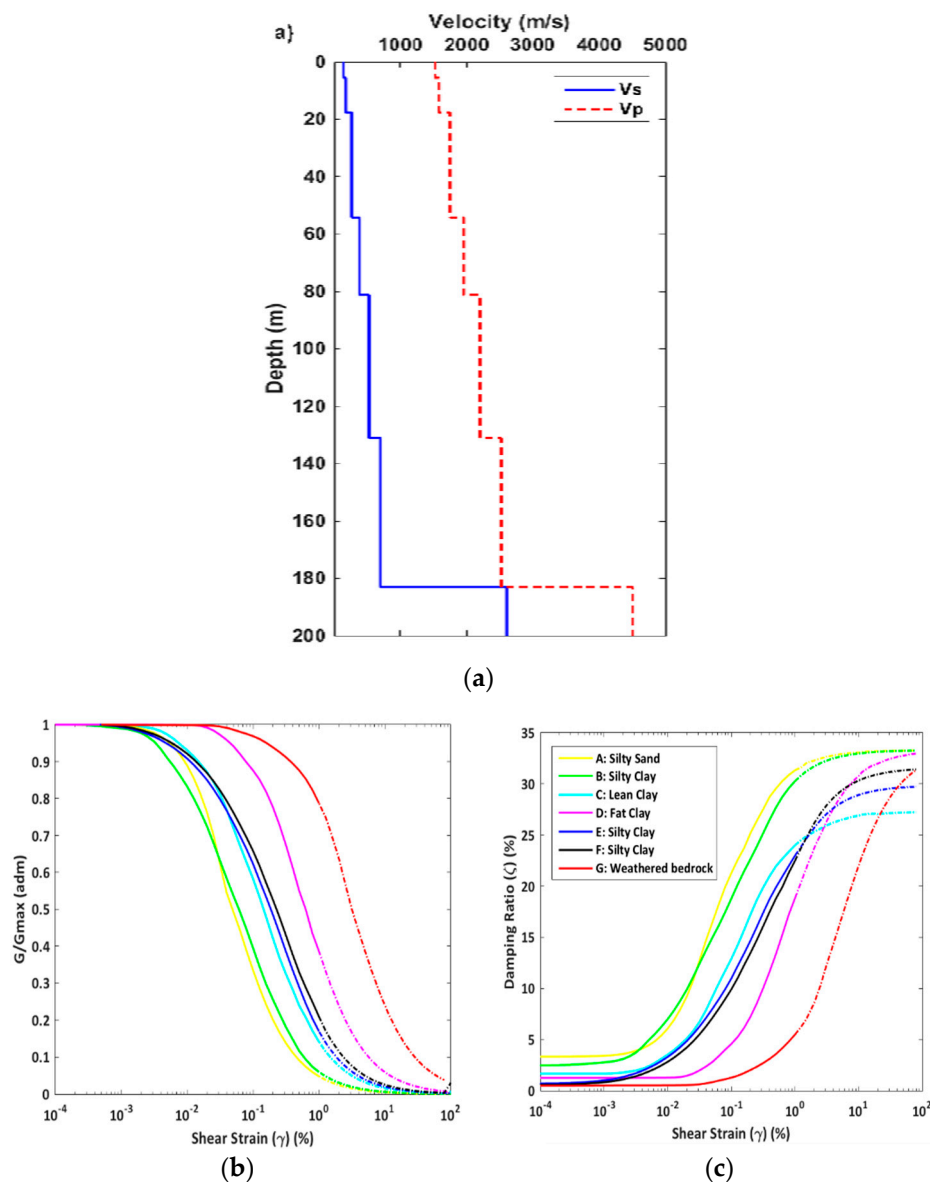 Velocity (m/s)
a}
1000 2000 3000 4000 5000
0
20
40
60
80
100
120
140
160
180
200
Depth (m)
Vs
Vp
(a)
1
0.9
0.8
0.7
0.6
0.5
0.4
0.3
0.2
0.1
0
G/Gmax (adm)
10⁻⁴ 10⁻³ 10⁻² 10⁻¹ 10⁰ 10¹ 10²
Shear Strain (γ) (%)
(b)
35
30
25
20
15
10
5
0
Damping Ratio (ζ) (%)
A: Silty Sand
B: Silty Clay
C: Lean Clay
D: Fat Clay
E: Silty Clay
F: Silty Clay
G: Weathered bedrock
10⁻⁴ 10⁻³ 10⁻² 10⁻¹ 10⁰ 10¹ 10²
Shear Strain (γ) (%)
(c)